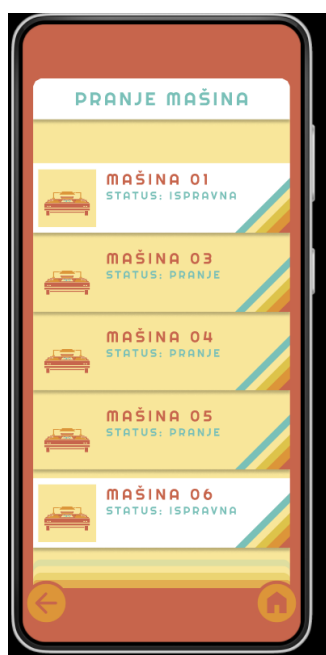 PRANJE MAŠINA
MAŠINA 01
STATUS: ISPRAVNA
MAŠINA 03
STATUS: PRANJE
MAŠINA 04
STATUS: PRANJE
MAŠINA 05
STATUS: PRANJE
MAŠINA 06
STATUS: ISPRAVNA